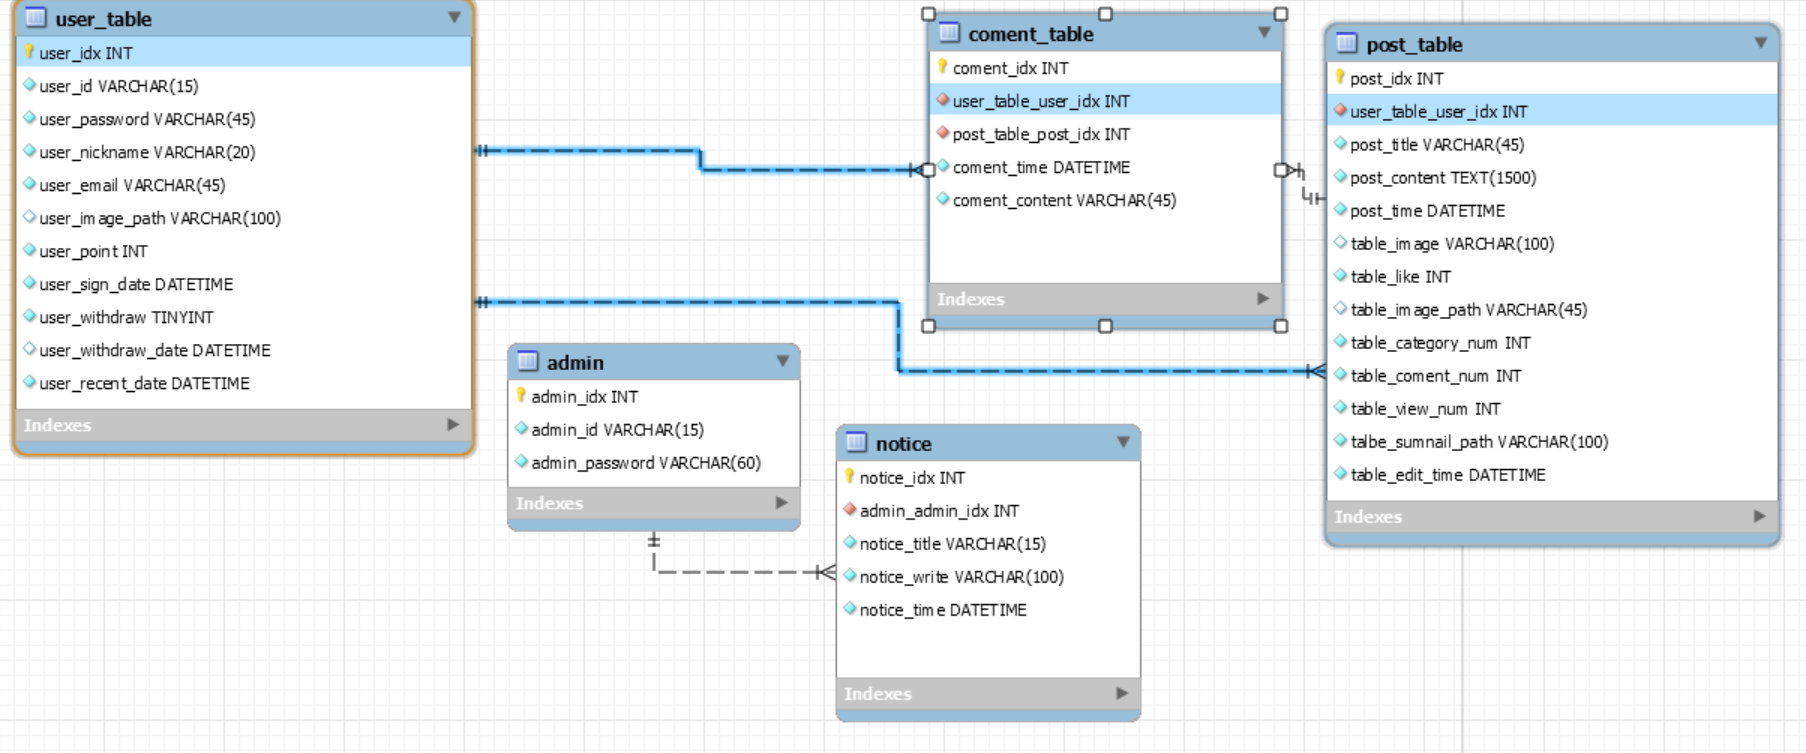 user_table
user_idx INT
user_id VARCHAR(15)
user_password VARCHAR(45)
user_nickname VARCHAR(20)
user_email VARCHAR(45)
user_image_path VARCHAR(100)
user_point INT
user_sign_date DATETIME
user_withdraw TINYINT
user_withdraw_date DATETIME
user_recent_date DATETIME
Indexes
coment_table
coment_idx INT
user_table_user_idx INT
post_table_post_idx INT
coment_time DATETIME
coment_content VARCHAR(45)
Indexes
post_table
post_idx INT
user_table_user_idx INT
post_title VARCHAR(45)
post_content TEXT(1500)
post_time DATETIME
table_image VARCHAR(100)
table_like INT
table_image_path VARCHAR(45)
table_category_num INT
table_coment_num INT
table_view_num INT
talbe_sumnail_path VARCHAR(100)
table_edit_time DATETIME
Indexes
admin
admin_idx INT
admin_id VARCHAR(15)
admin_password VARCHAR(60)
Indexes
notice
notice_idx INT
admin_admin_idx INT
notice_title VARCHAR(15)
notice_write VARCHAR(100)
notice_time DATETIME
Indexes